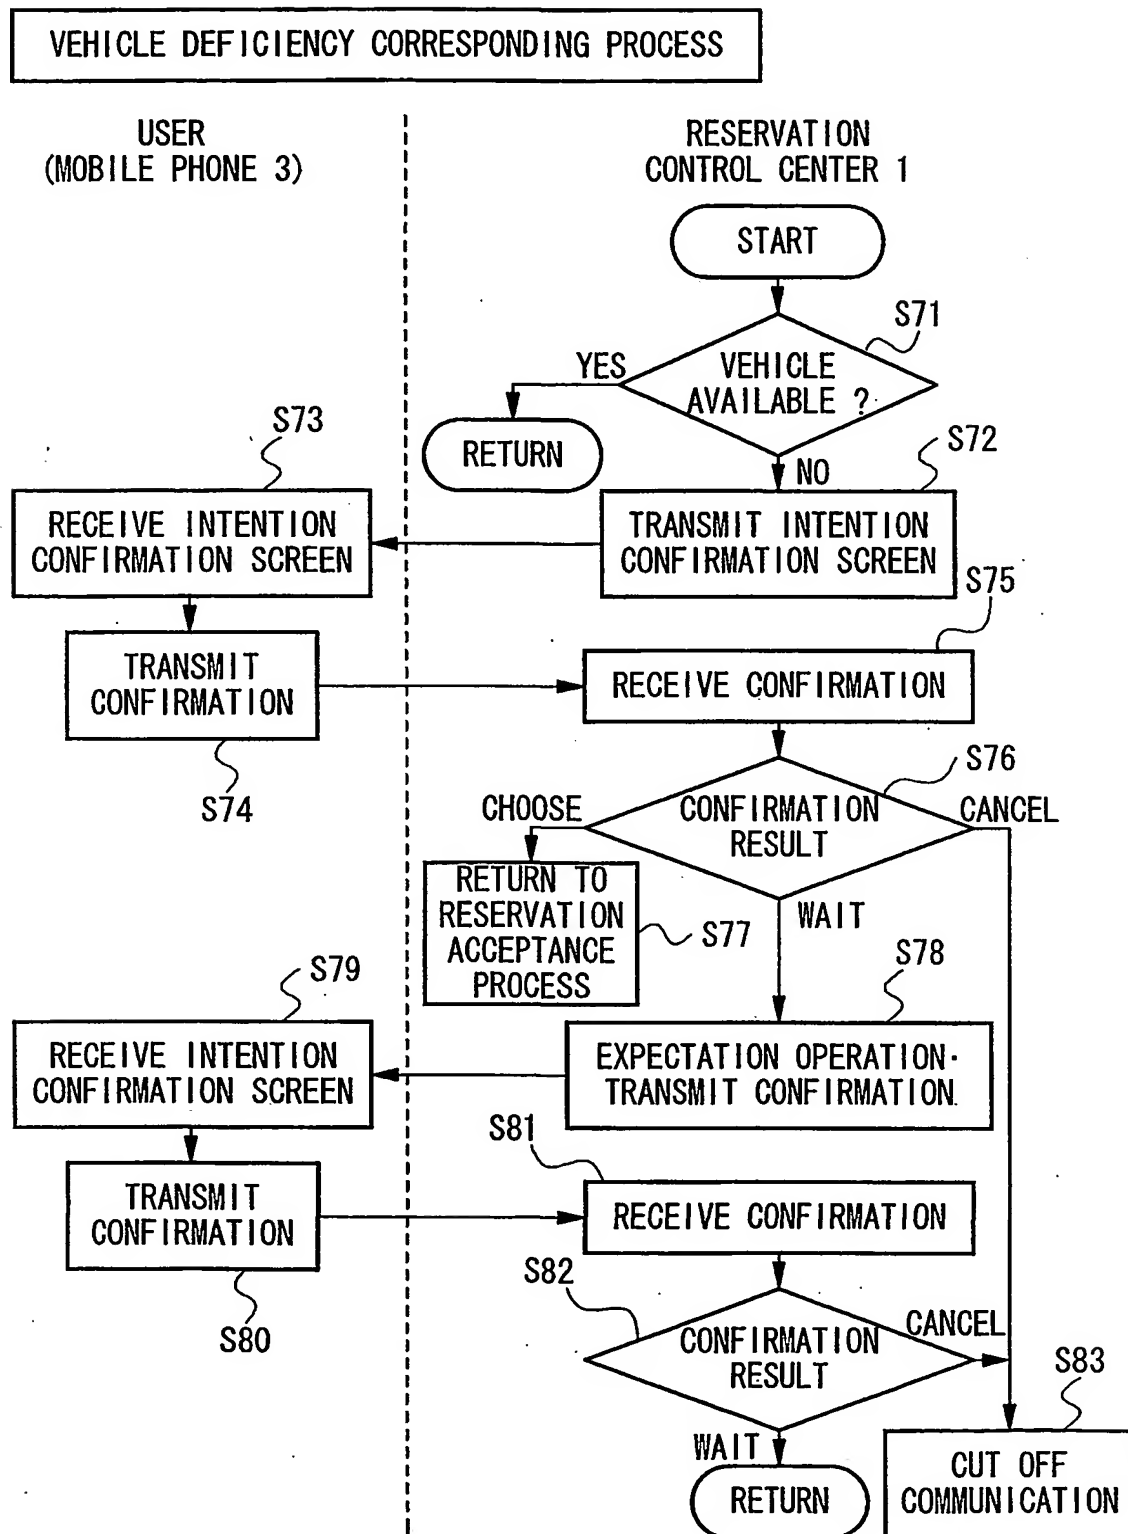 VEHICLE DEFICIENCY CORRESPONDING PROCESS
USER
(MOBILE PHONE 3)
RESERVATION
CONTROL CENTER 1
START
S71
VEHICLE
AVAILABLE ?
YES
RETURN
NO
S72
TRANSMIT INTENTION
CONFIRMATION SCREEN
S73
RECEIVE INTENTION
CONFIRMATION SCREEN
TRANSMIT
CONFIRMATION
S74
S75
RECEIVE CONFIRMATION
S76
CONFIRMATION
RESULT
CHOOSE
CANCEL
RETURN TO
RESERVATION
ACCEPTANCE
PROCESS
S77
WAIT
S78
EXPECTATION OPERATION·
TRANSMIT CONFIRMATION
S79
RECEIVE INTENTION
CONFIRMATION SCREEN
TRANSMIT
CONFIRMATION
S80
S81
RECEIVE CONFIRMATION
S82
CONFIRMATION
RESULT
CANCEL
WAIT
RETURN
S83
CUT OFF
COMMUNICATION